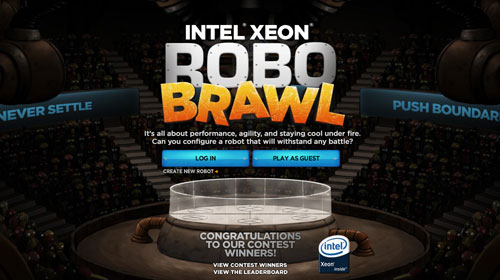 INTEL® XEON®
ROBO
BRAWL
NEVER SETTLE
PUSH BOUNDAR
It's all about performance, agility, and staying cool under fire.
Can you configure a robot that will withstand any battle?
LOG IN
PLAY AS GUEST
CREATE NEW ROBOT
CONGRATULATIONS
TO OUR CONTEST
WINNERS!
VIEW CONTEST WINNERS
VIEW THE LEADERBOARD
intel
Xeon
inside